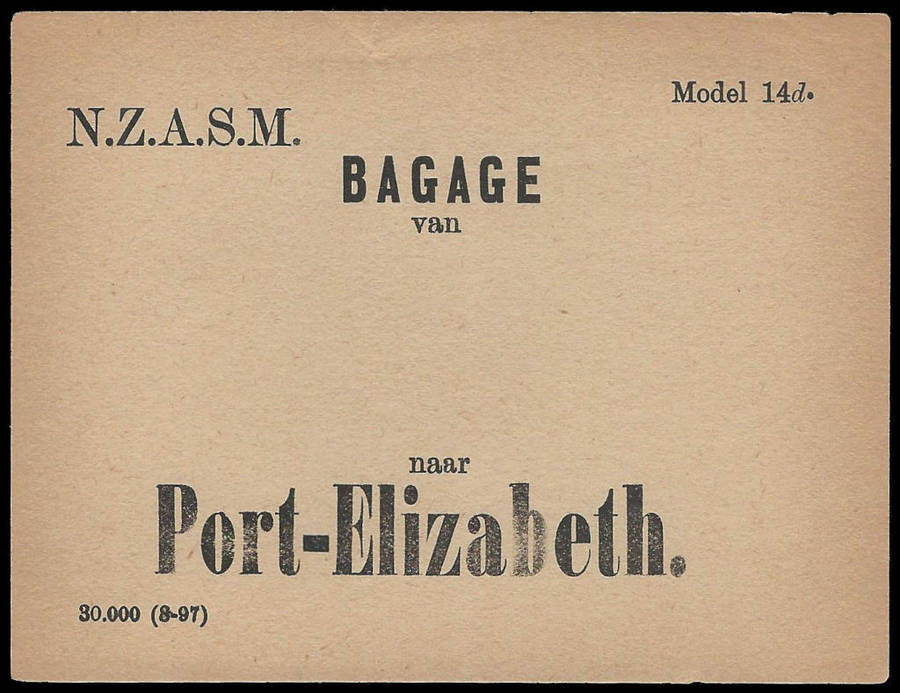 Model 14d.
N.Z.A.S.M.
BAGAGE
van
naar
Port-Elizabeth.
30.000 (8-97)